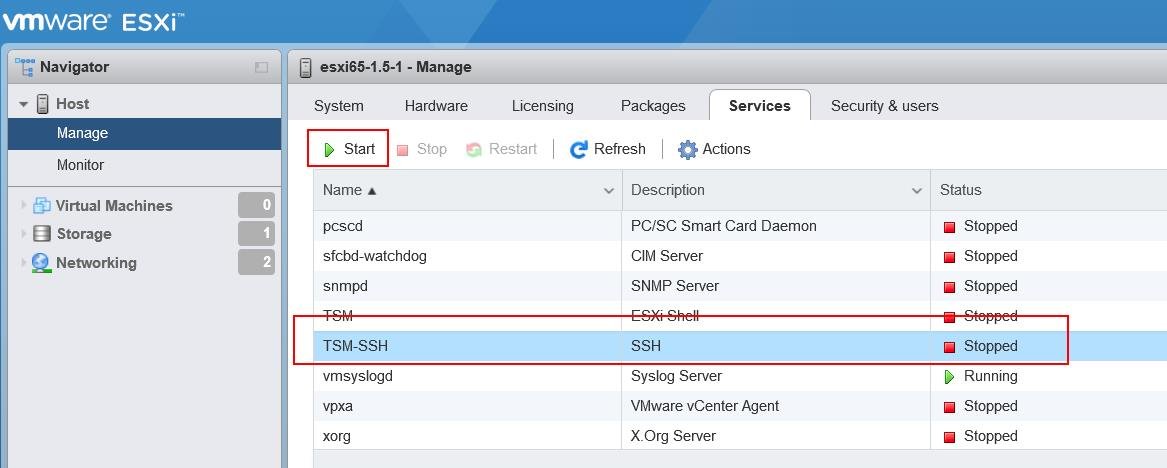 vmware ESXi™
Navigator
esxi65-1.5-1 - Manage
Host
Manage
Monitor
Virtual Machines 0
Storage 1
Networking 2
System Hardware Licensing Packages Services Security & users
Start Stop Restart Refresh Actions
Name Description Status
pcscd PC/SC Smart Card Daemon Stopped
sfcbd-watchdog CIM Server Stopped
snmpd SNMP Server Stopped
TSM ESXi Shell Stopped
TSM-SSH SSH Stopped
vmsyslogd Syslog Server Running
vpxa VMware vCenter Agent Stopped
xorg X.Org Server Stopped